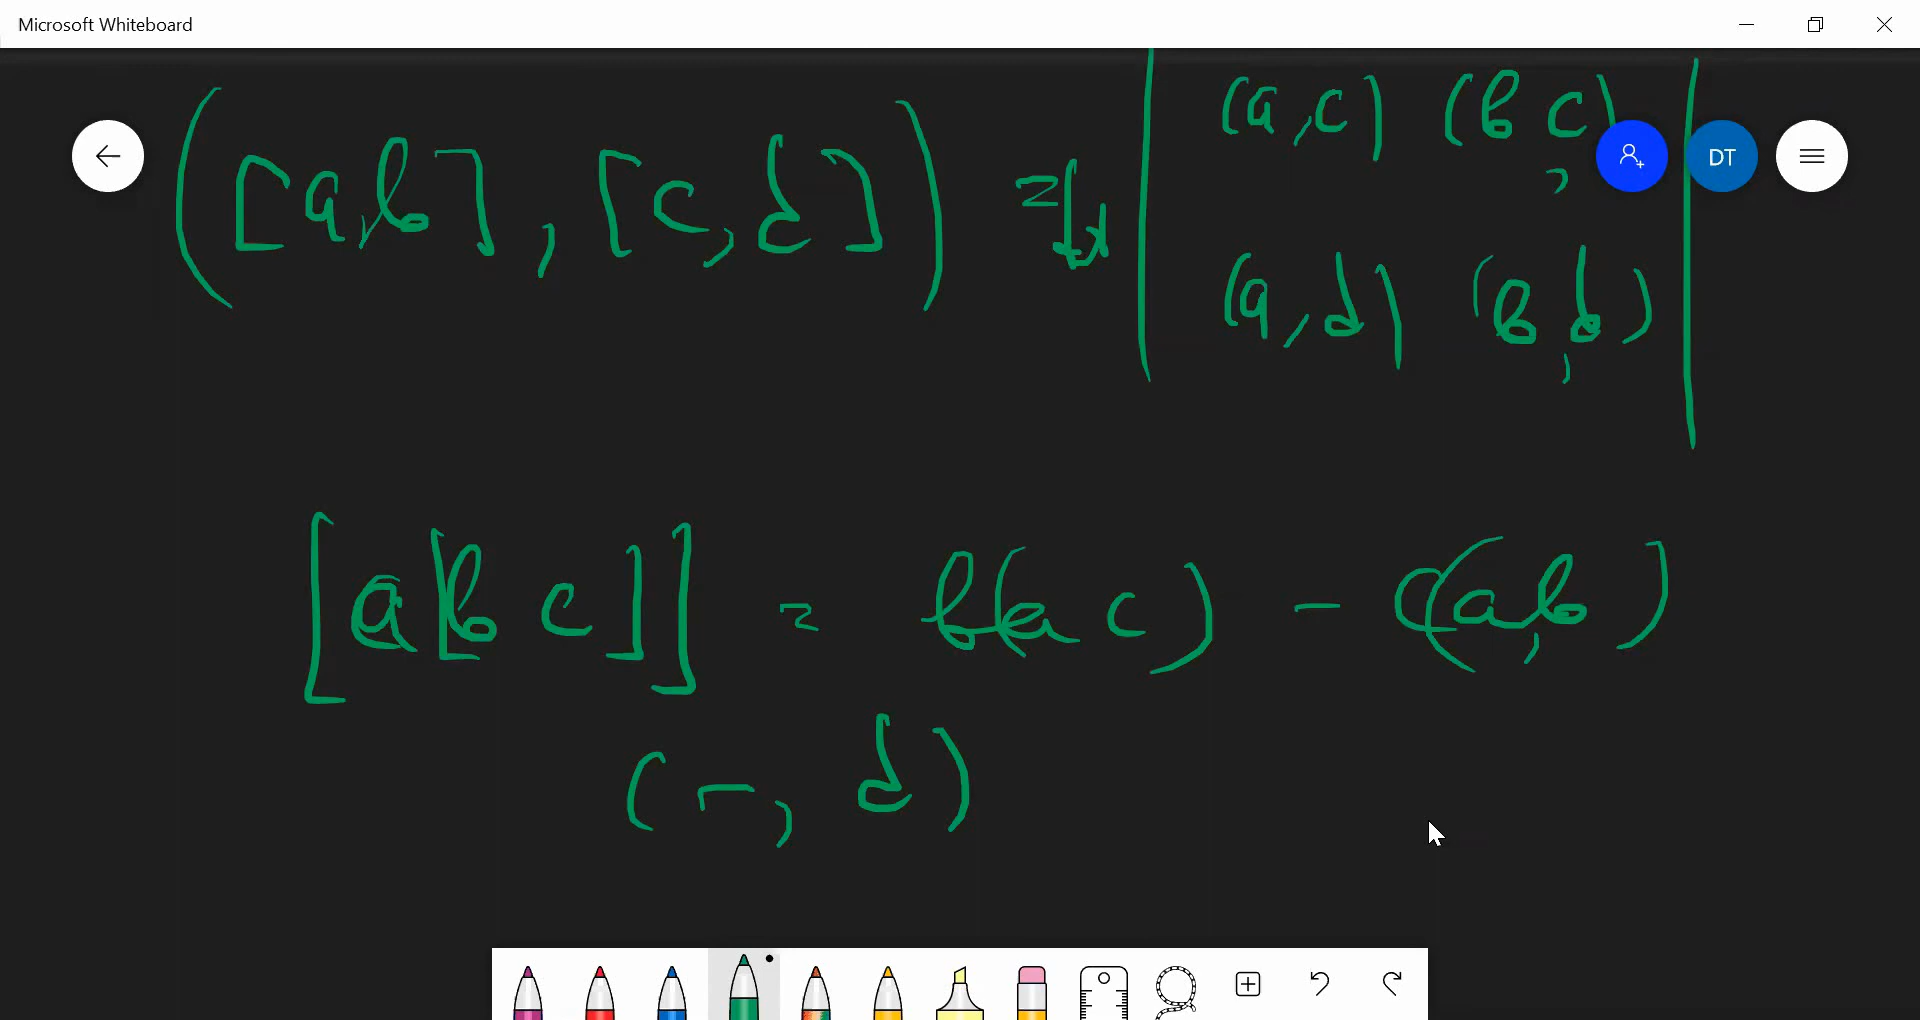 Microsoft Whiteboard
(a,c) (b c)
([a,b], [c,d]) =
DT
,
(a,d) (b,d)
[a[b c]] = b(a c) - c(a,b)
(-, d)